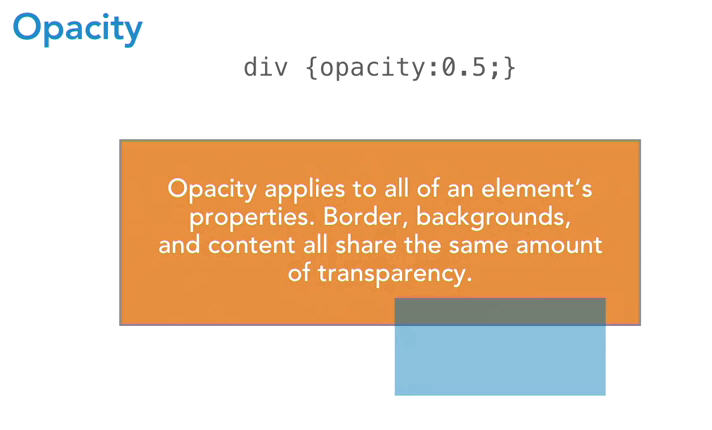 Opacity
div {opacity:0.5;}
Opacity applies to all of an element’s
properties. Border, backgrounds,
and content all share the same amount
of transparency.